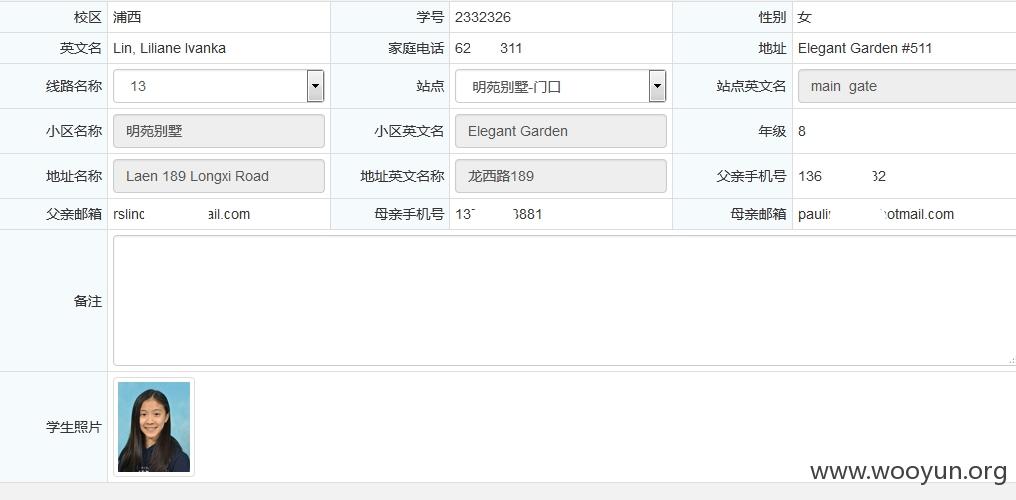 校区 浦西 学号 2332326 性别 女
英文名 Lin, Liliane Ivanka 家庭电话 62 311 地址 Elegant Garden #511
线路名称 13 站点 明苑别墅-门口 站点英文名 main gate
小区名称 明苑别墅 小区英文名 Elegant Garden 年级 8
地址名称 Laen 189 Longxi Road 地址英文名称 龙西路189 父亲手机号 136 32
父亲邮箱 rslin ail.com 母亲手机号 13 3881 母亲邮箱 pauli otmail.com
备注
学生照片
www.wooyun.org